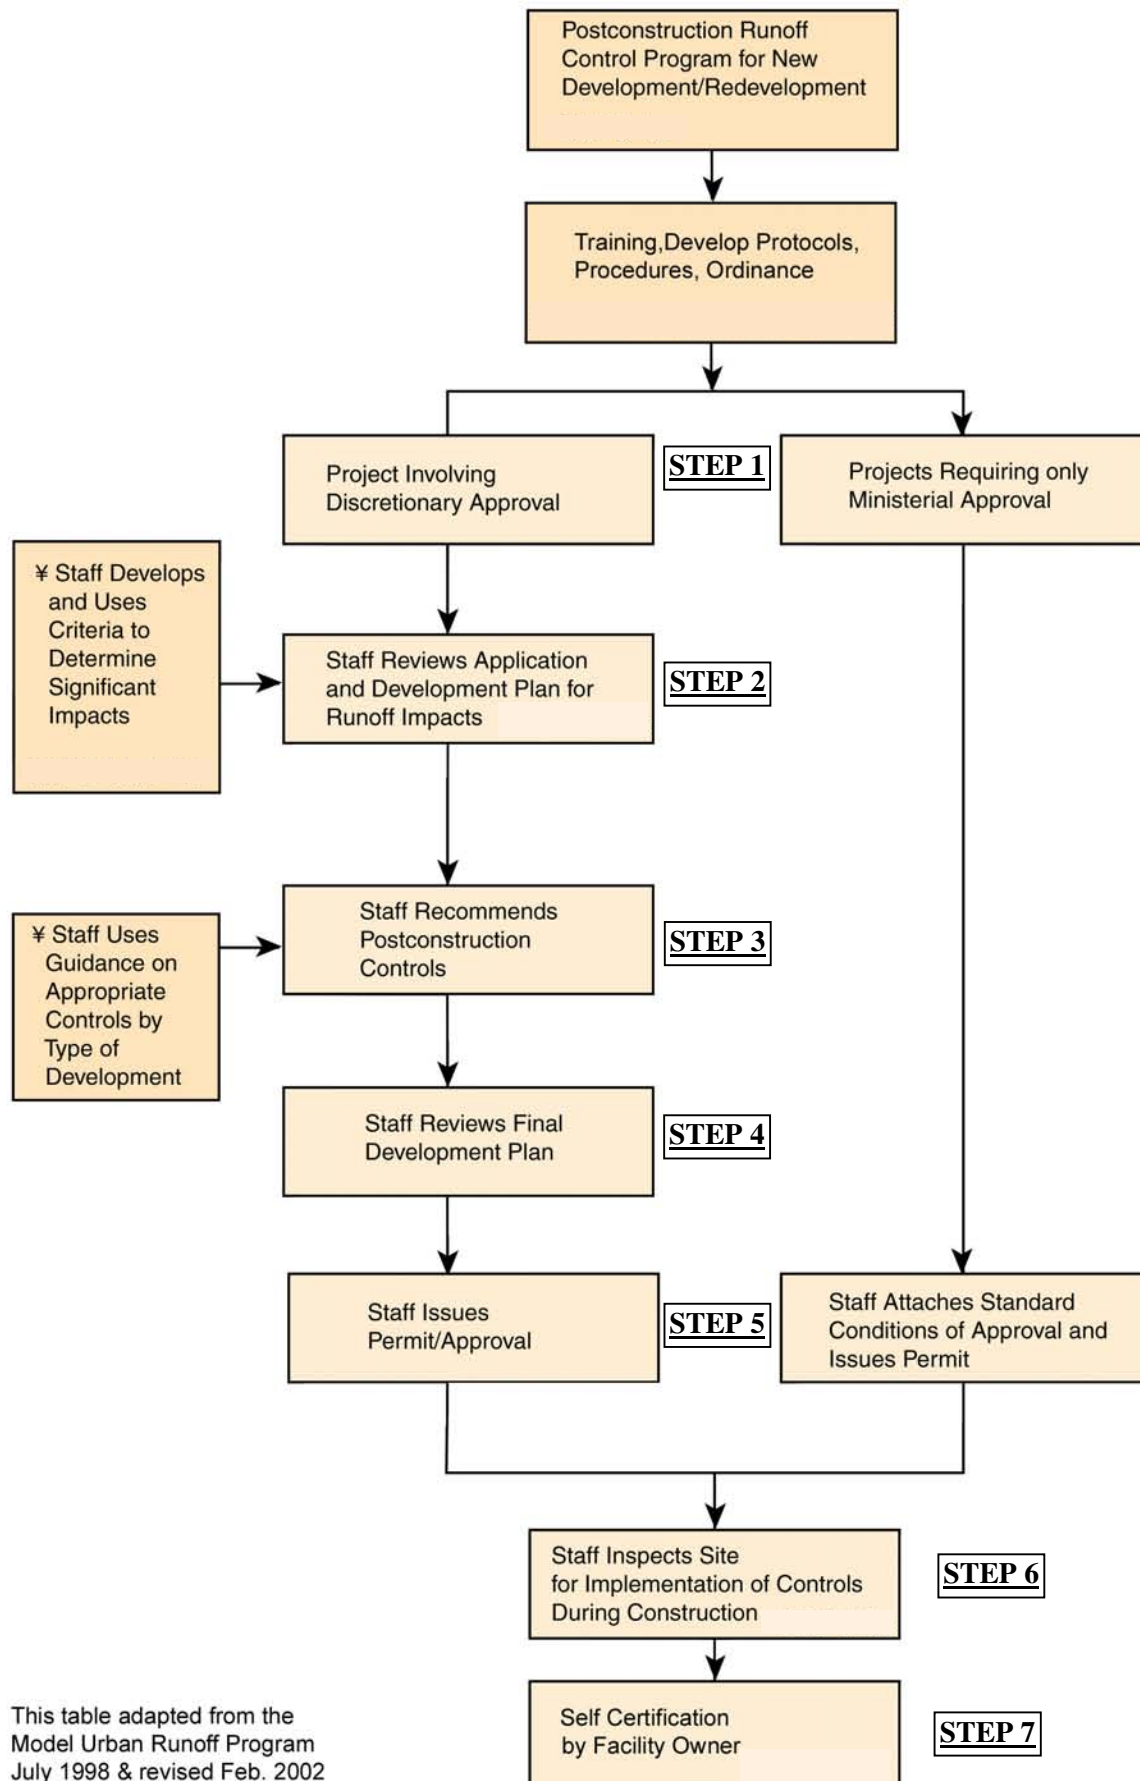 Postconstruction Runoff
Control Program for New
Development/Redevelopment
Training,Develop Protocols,
Procedures, Ordinance
Project Involving
Discretionary Approval
STEP 1
Projects Requiring only
Ministerial Approval
¥ Staff Develops
and Uses
Criteria to
Determine
Significant
Impacts
Staff Reviews Application
and Development Plan for
Runoff Impacts
STEP 2
¥ Staff Uses
Guidance on
Appropriate
Controls by
Type of
Development
Staff Recommends
Postconstruction
Controls
STEP 3
Staff Reviews Final
Development Plan
STEP 4
Staff Issues
Permit/Approval
STEP 5
Staff Attaches Standard
Conditions of Approval and
Issues Permit
Staff Inspects Site
for Implementation of Controls
During Construction
STEP 6
Self Certification
by Facility Owner
STEP 7
This table adapted from the
Model Urban Runoff Program
July 1998 & revised Feb. 2002